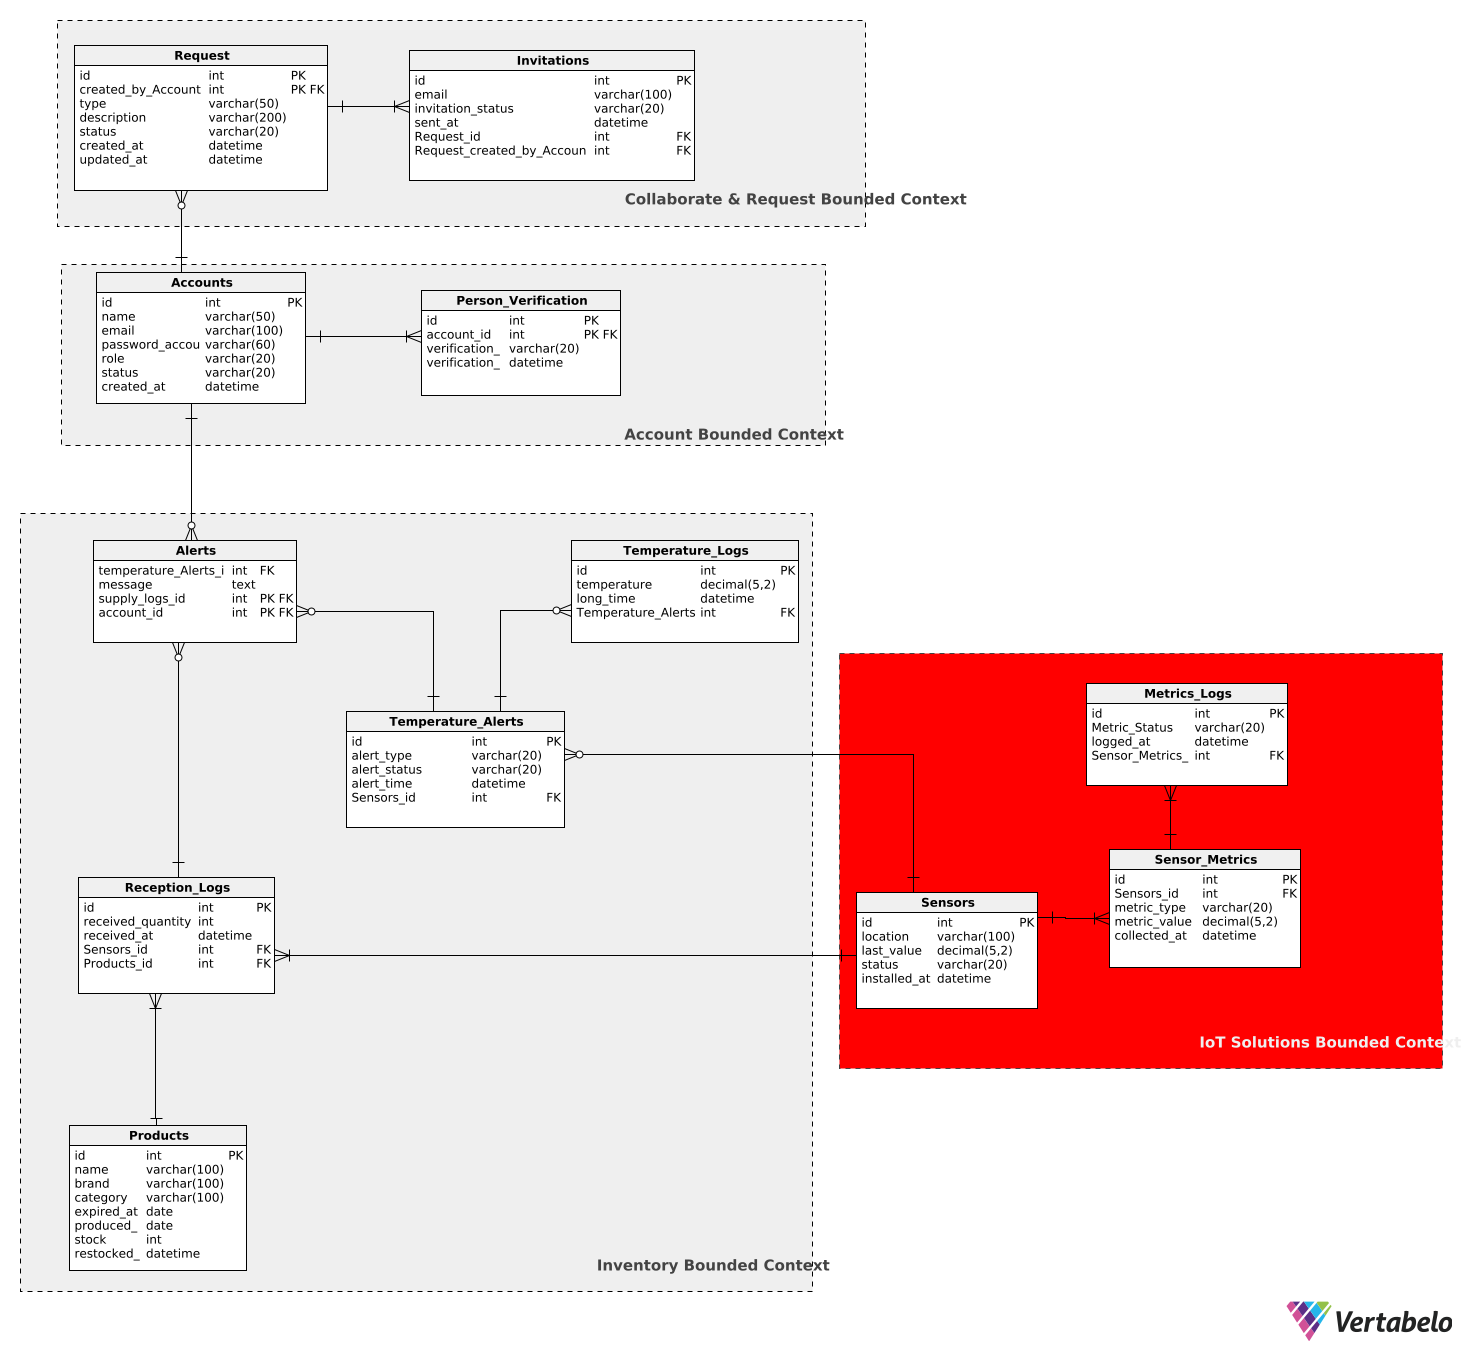 Request
id int PK
created_by_Account int PK FK
type varchar(50)
description varchar(200)
status varchar(20)
created_at datetime
updated_at datetime
Invitations
id int PK
email varchar(100)
invitation_status varchar(20)
sent_at datetime
Request_id int FK
Request_created_by_Accoun int FK
Collaborate & Request Bounded Context
Accounts
id int PK
name varchar(50)
email varchar(100)
password_accou varchar(60)
role varchar(20)
status varchar(20)
created_at datetime
Person_Verification
id int PK
account_id int PK FK
verification_ varchar(20)
verification_ datetime
Account Bounded Context
Alerts
temperature_Alerts_i int FK
message text
supply_logs_id int PK FK
account_id int PK FK
Temperature_Logs
id int PK
temperature decimal(5,2)
long_time datetime
Temperature_Alerts int FK
Temperature_Alerts
id int PK
alert_type varchar(20)
alert_status varchar(20)
alert_time datetime
Sensors_id int FK
Metrics_Logs
id int PK
Metric_Status varchar(20)
logged_at datetime
Sensor_Metrics_ int FK
Sensor_Metrics
id int PK
Sensors_id int FK
metric_type varchar(20)
metric_value decimal(5,2)
collected_at datetime
Reception_Logs
id int PK
received_quantity int
received_at datetime
Sensors_id int FK
Products_id int FK
Sensors
id int PK
location varchar(100)
last_value decimal(5,2)
status varchar(20)
installed_at datetime
IoT Solutions Bounded Context
Products
id int PK
name varchar(100)
brand varchar(100)
category varchar(100)
expired_at date
produced_ date
stock int
restocked_ datetime
Inventory Bounded Context
Vertabelo